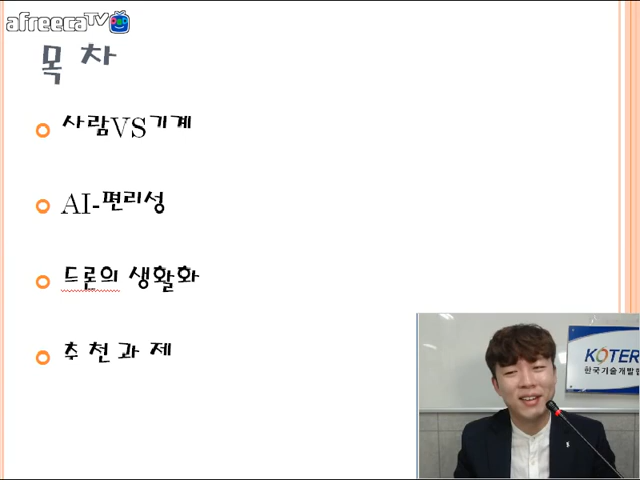 afreecaTV
목 차
사람VS기계
AI-편리성
드론의 생활화
추천과제
KOTER
한국기술개발협